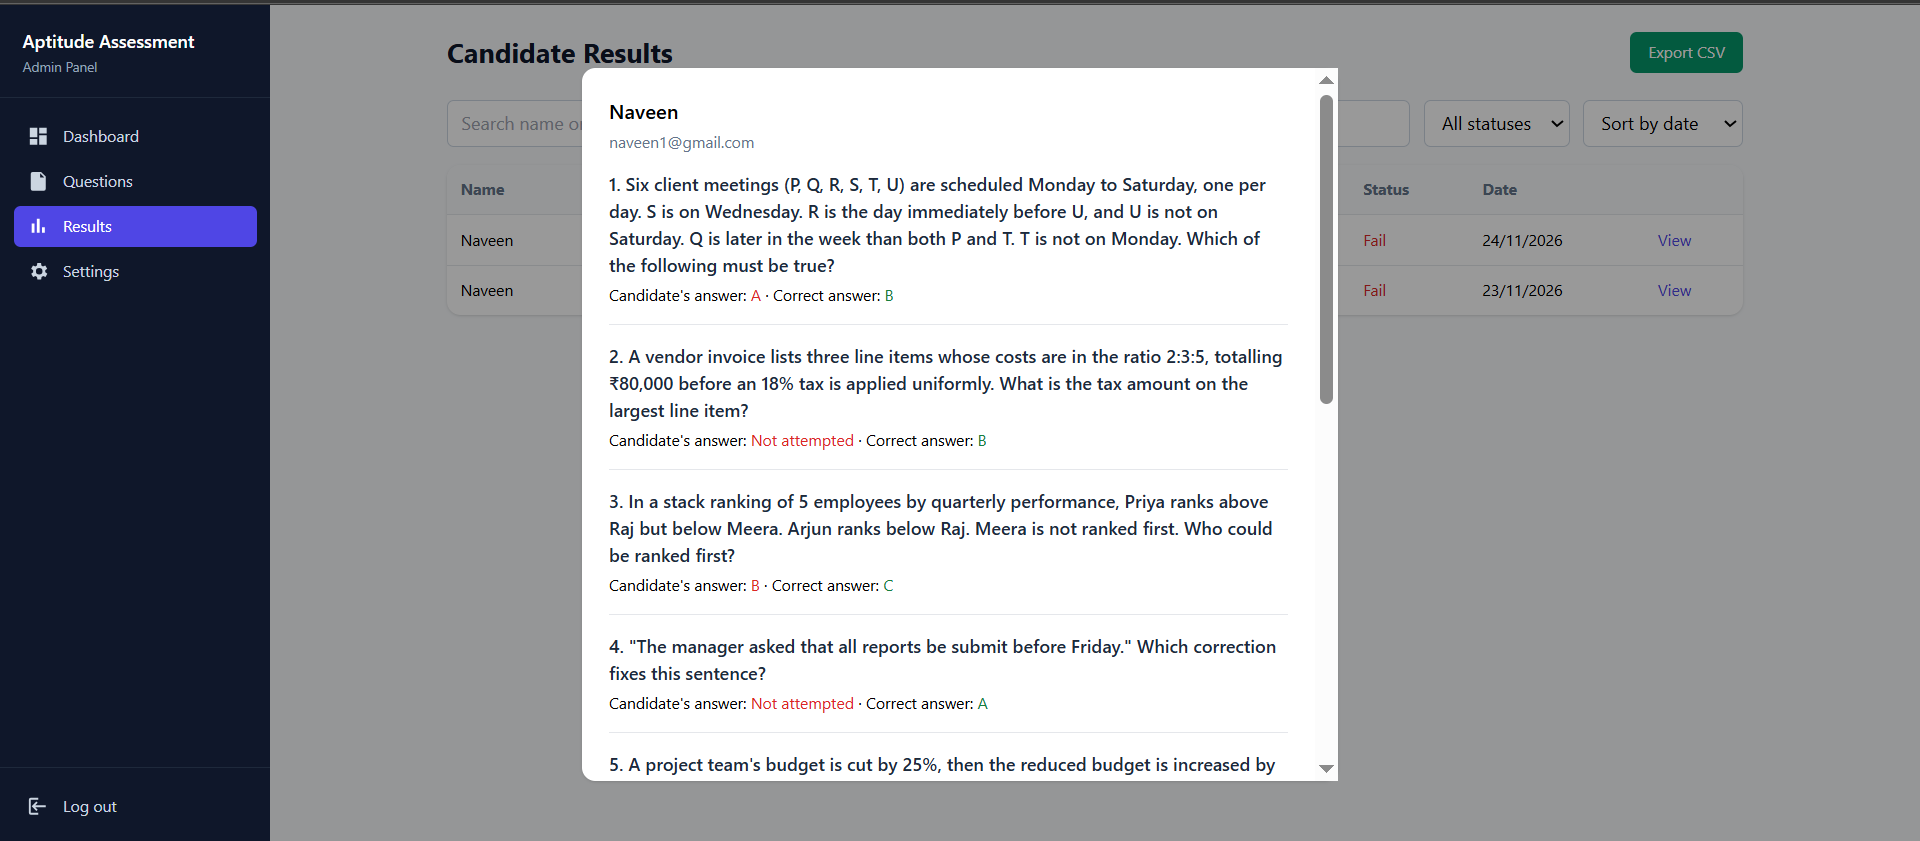 Aptitude Assessment
Admin Panel
Dashboard
Questions
Results
Settings
Log out
Candidate Results
Export CSV
Search name or
All statuses
Sort by date
Name
Status
Date
Naveen
Fail
24/11/2026
View
Naveen
Fail
23/11/2026
View
Naveen
naveen1@gmail.com
1. Six client meetings (P, Q, R, S, T, U) are scheduled Monday to Saturday, one per
day. S is on Wednesday. R is the day immediately before U, and U is not on
Saturday. Q is later in the week than both P and T. T is not on Monday. Which of
the following must be true?
Candidate's answer: A · Correct answer: B
2. A vendor invoice lists three line items whose costs are in the ratio 2:3:5, totalling
₹80,000 before an 18% tax is applied uniformly. What is the tax amount on the
largest line item?
Candidate's answer: Not attempted · Correct answer: B
3. In a stack ranking of 5 employees by quarterly performance, Priya ranks above
Raj but below Meera. Arjun ranks below Raj. Meera is not ranked first. Who could
be ranked first?
Candidate's answer: B · Correct answer: C
4. "The manager asked that all reports be submit before Friday." Which correction
fixes this sentence?
Candidate's answer: Not attempted · Correct answer: A
5. A project team's budget is cut by 25%, then the reduced budget is increased by